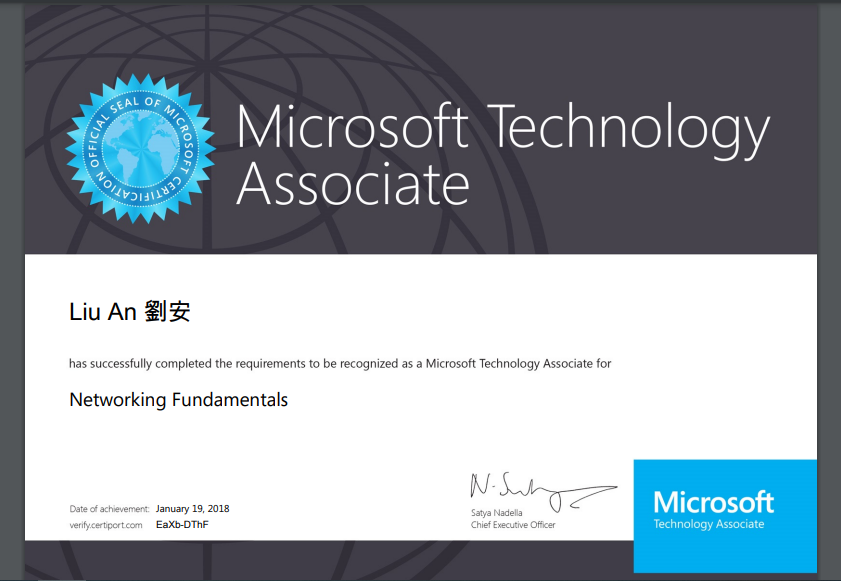 OFFICIAL SEAL OF MICROSOFT CERTIFICATION
Microsoft Technology
Associate
Liu An 劉安
has successfully completed the requirements to be recognized as a Microsoft Technology Associate for
Networking Fundamentals
Date of achievement: January 19, 2018
verify.certiport.com EaXb-DThF
Satya Nadella
Chief Executive Officer
Microsoft
Technology Associate